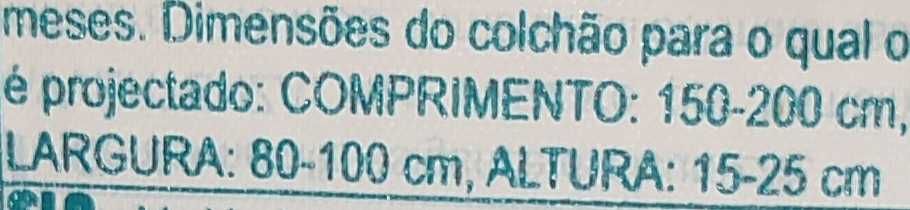 meses. Dimensões do colchão para o qual o
é projectado: COMPRIMENTO: 150-200 cm,
LARGURA: 80-100 cm, ALTURA: 15-25 cm